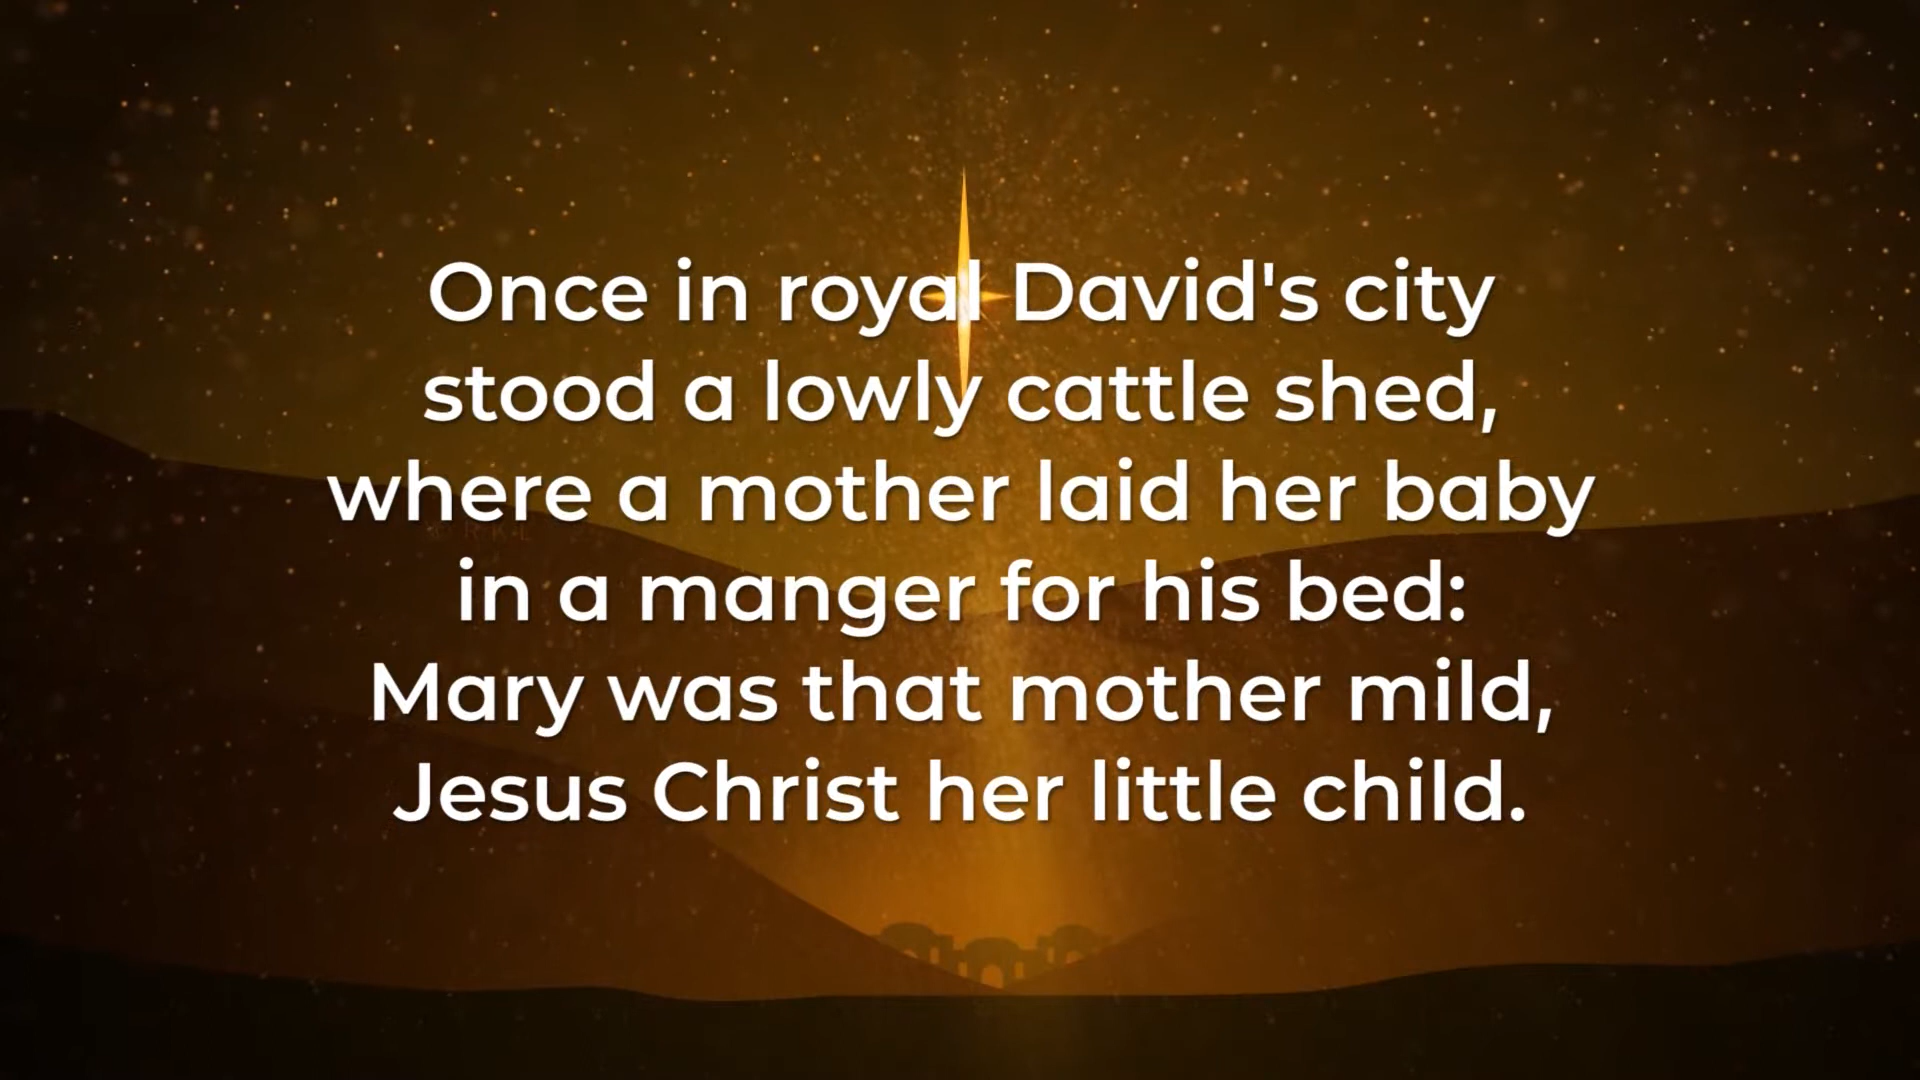 Once in royal David's city
stood a lowly cattle shed,
where a mother laid her baby
in a manger for his bed:
Mary was that mother mild,
Jesus Christ her little child.